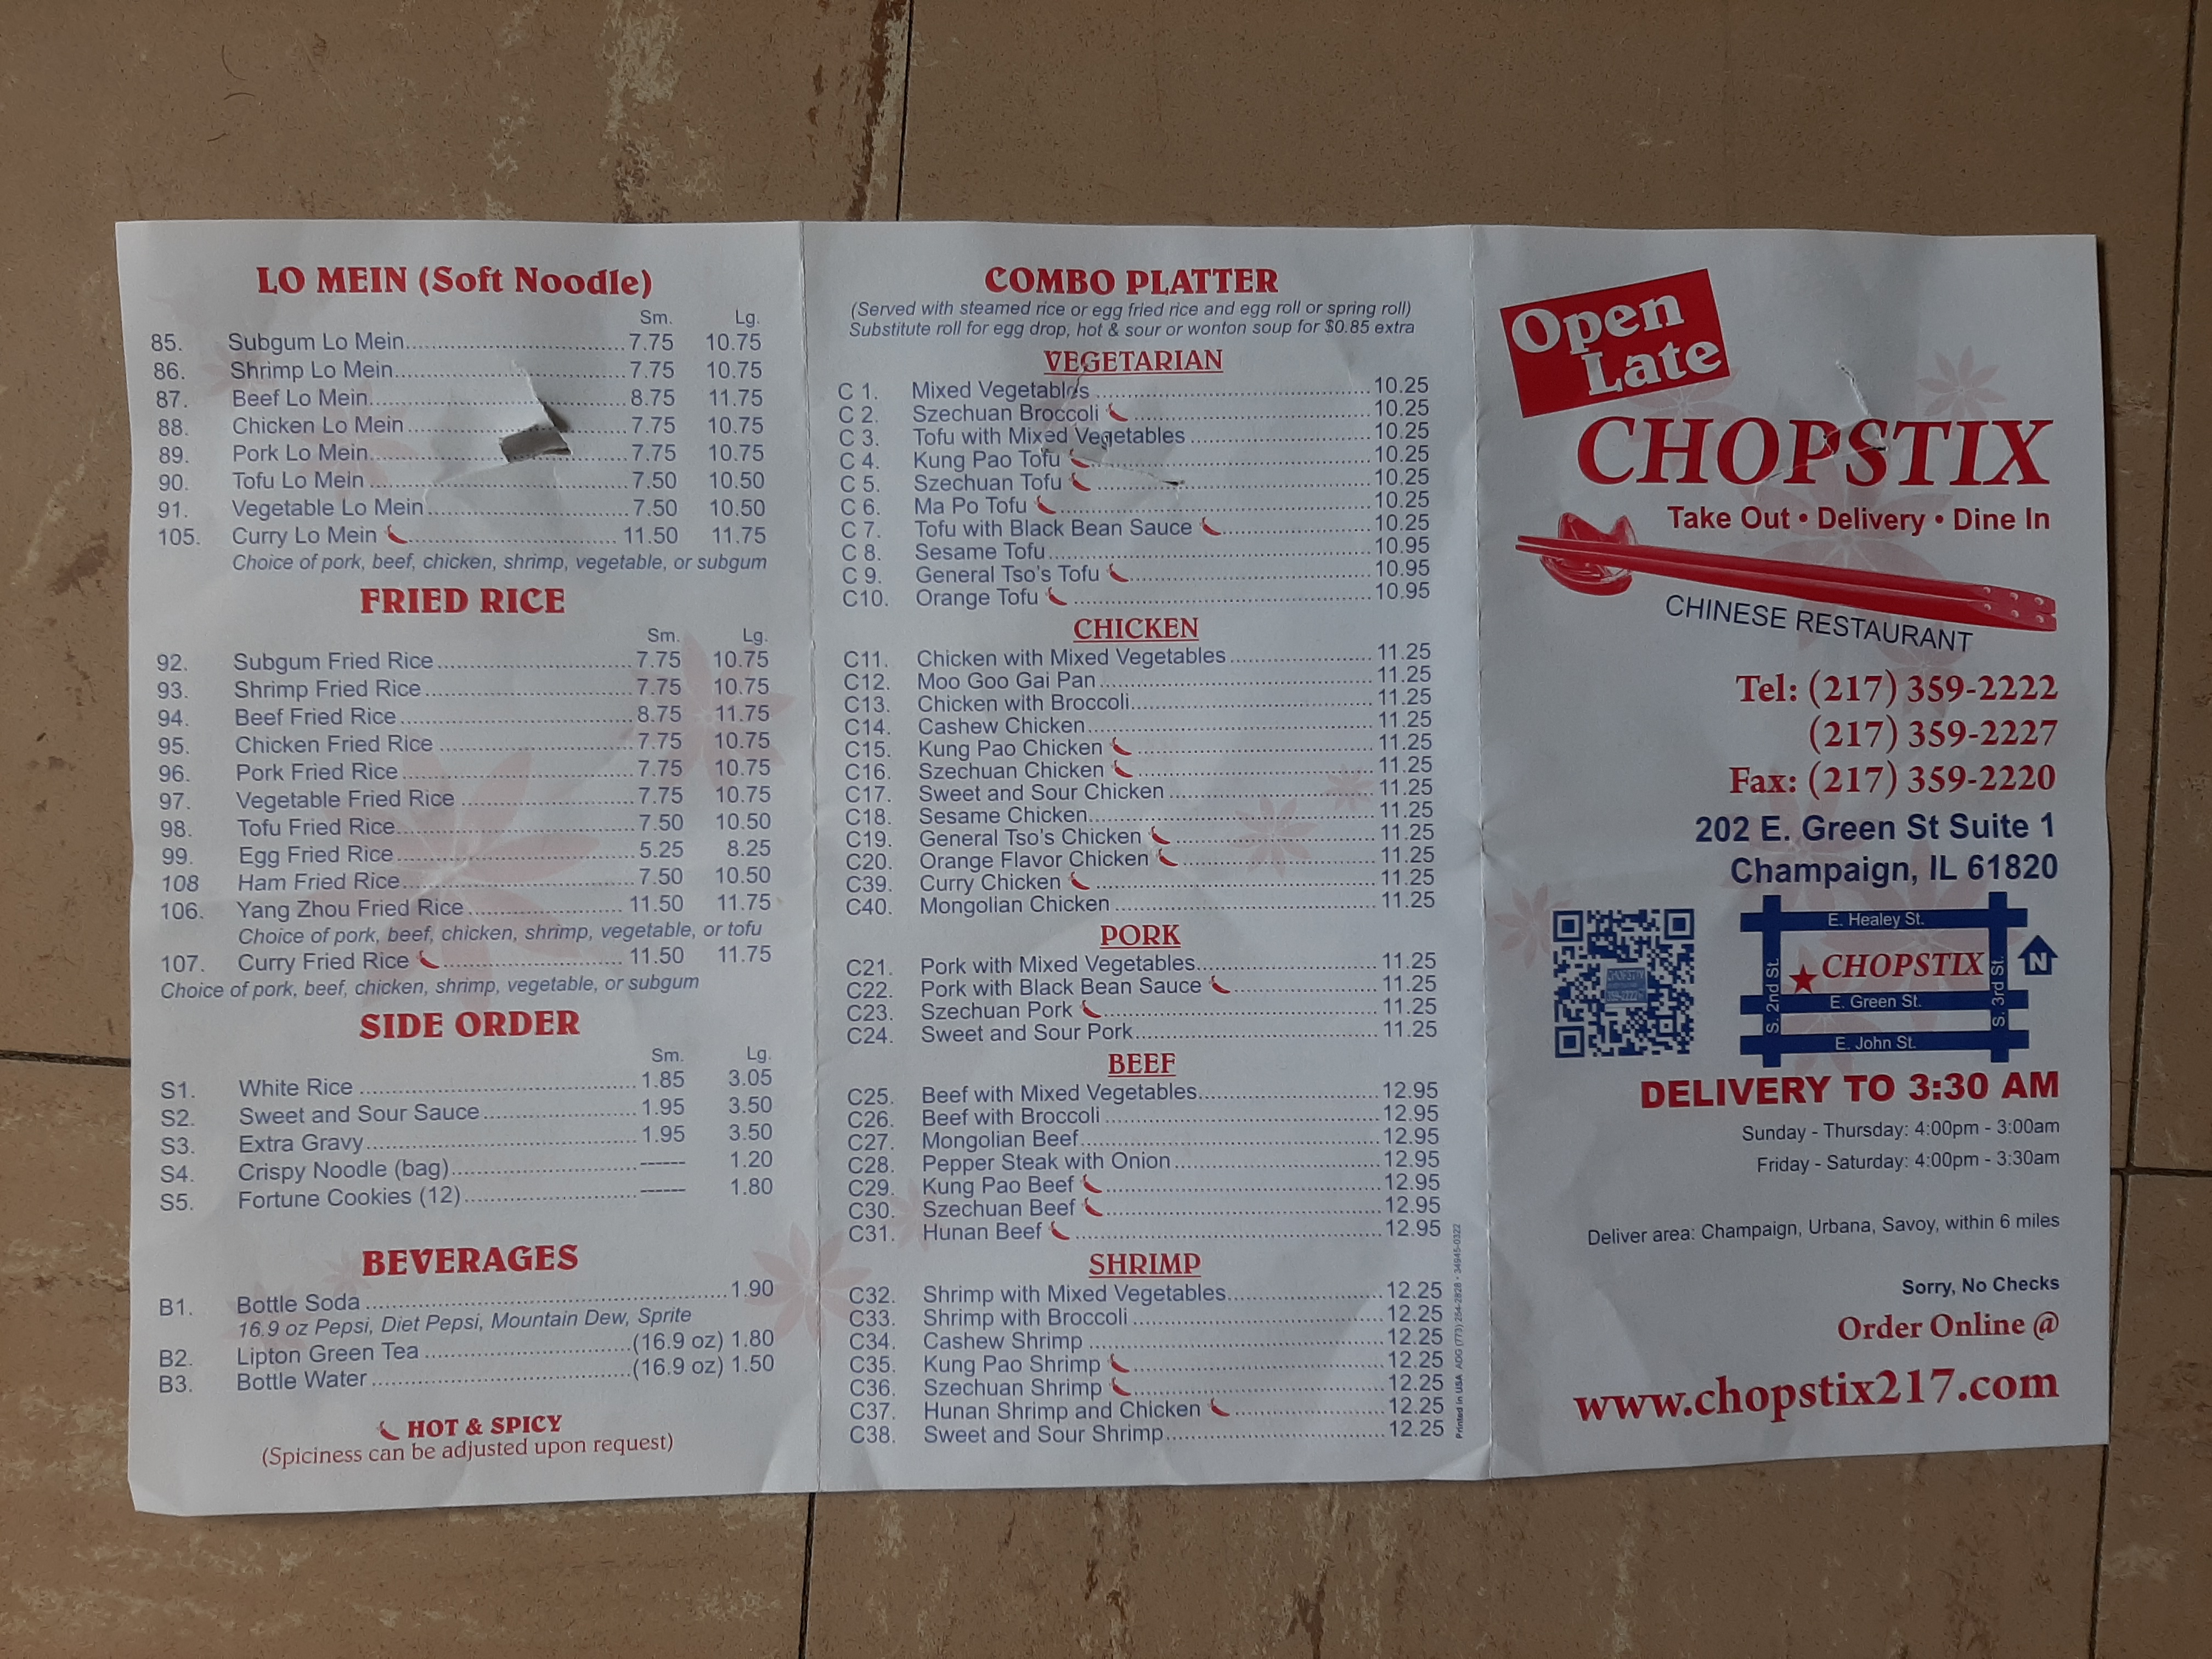 LO MEIN (Soft Noodle)
Sm. Lg.
85. Subgum Lo Mein 7.75 10.75
86. Shrimp Lo Mein 7.75 10.75
87. Beef Lo Mein 8.75 11.75
88. Chicken Lo Mein 7.75 10.75
89. Pork Lo Mein 7.75 10.75
90. Tofu Lo Mein 7.50 10.50
91. Vegetable Lo Mein 7.50 10.50
105. Curry Lo Mein 11.50 11.75
Choice of pork, beef, chicken, shrimp, vegetable, or subgum
FRIED RICE
Sm. Lg.
92. Subgum Fried Rice 7.75 10.75
93. Shrimp Fried Rice 7.75 10.75
94. Beef Fried Rice 8.75 11.75
95. Chicken Fried Rice 7.75 10.75
96. Pork Fried Rice 7.75 10.75
97. Vegetable Fried Rice 7.75 10.75
98. Tofu Fried Rice 7.50 10.50
99. Egg Fried Rice 5.25 8.25
108 Ham Fried Rice 7.50 10.50
106. Yang Zhou Fried Rice 11.50 11.75
Choice of pork, beef, chicken, shrimp, vegetable, or tofu
107. Curry Fried Rice 11.50 11.75
Choice of pork, beef, chicken, shrimp, vegetable, or subgum
SIDE ORDER
Sm. Lg.
S1. White Rice 1.85 3.05
S2. Sweet and Sour Sauce 1.95 3.50
S3. Extra Gravy 1.95 3.50
S4. Crispy Noodle (bag) ------ 1.20
S5. Fortune Cookies (12) ------ 1.80
BEVERAGES
B1. Bottle Soda 1.90
16.9 oz Pepsi, Diet Pepsi, Mountain Dew, Sprite
B2. Lipton Green Tea (16.9 oz) 1.80
B3. Bottle Water (16.9 oz) 1.50
HOT & SPICY
(Spiciness can be adjusted upon request)
COMBO PLATTER
(Served with steamed rice or egg fried rice and egg roll or spring roll)
Substitute roll for egg drop, hot & sour or wonton soup for $0.85 extra
VEGETARIAN
C 1. Mixed Vegetables 10.25
C 2. Szechuan Broccoli 10.25
C 3. Tofu with Mixed Vegetables 10.25
C 4. Kung Pao Tofu 10.25
C 5. Szechuan Tofu 10.25
C 6. Ma Po Tofu 10.25
C 7. Tofu with Black Bean Sauce 10.25
C 8. Sesame Tofu 10.95
C 9. General Tso's Tofu 10.95
C10. Orange Tofu 10.95
CHICKEN
C11. Chicken with Mixed Vegetables 11.25
C12. Moo Goo Gai Pan 11.25
C13. Chicken with Broccoli 11.25
C14. Cashew Chicken 11.25
C15. Kung Pao Chicken 11.25
C16. Szechuan Chicken 11.25
C17. Sweet and Sour Chicken 11.25
C18. Sesame Chicken 11.25
C19. General Tso's Chicken 11.25
C20. Orange Flavor Chicken 11.25
C39. Curry Chicken 11.25
C40. Mongolian Chicken 11.25
PORK
C21. Pork with Mixed Vegetables 11.25
C22. Pork with Black Bean Sauce 11.25
C23. Szechuan Pork 11.25
C24. Sweet and Sour Pork 11.25
BEEF
C25. Beef with Mixed Vegetables 12.95
C26. Beef with Broccoli 12.95
C27. Mongolian Beef 12.95
C28. Pepper Steak with Onion 12.95
C29. Kung Pao Beef 12.95
C30. Szechuan Beef 12.95
C31. Hunan Beef 12.95
SHRIMP
C32. Shrimp with Mixed Vegetables 12.25
C33. Shrimp with Broccoli 12.25
C34. Cashew Shrimp 12.25
C35. Kung Pao Shrimp 12.25
C36. Szechuan Shrimp 12.25
C37. Hunan Shrimp and Chicken 12.25
C38. Sweet and Sour Shrimp 12.25
Printed in USA ADG (773) 254-2828 • 34945-0322
Open
Late
CHOPSTIX
Take Out • Delivery • Dine In
CHINESE RESTAURANT
Tel: (217) 359-2222
(217) 359-2227
Fax: (217) 359-2220
202 E. Green St Suite 1
Champaign, IL 61820
E. Healey St.
CHOPSTIX
N
S. 2nd St.
S. 3rd St.
E. Green St.
E. John St.
DELIVERY TO 3:30 AM
Sunday - Thursday: 4:00pm - 3:00am
Friday - Saturday: 4:00pm - 3:30am
Deliver area: Champaign, Urbana, Savoy, within 6 miles
Sorry, No Checks
Order Online @
www.chopstix217.com